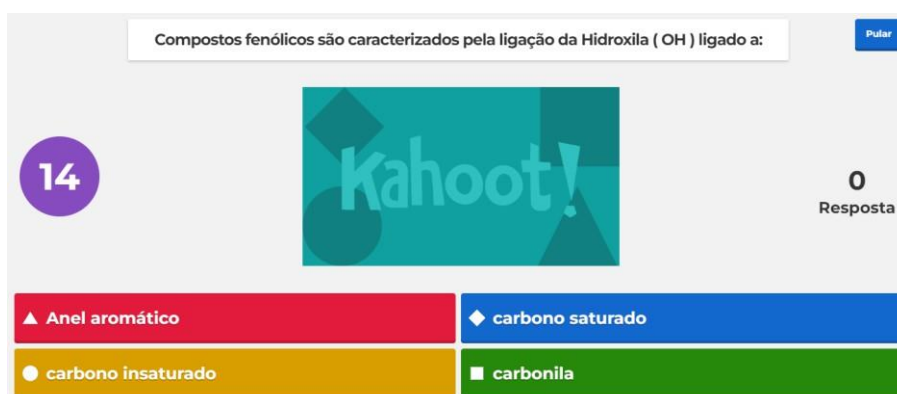 Compostos fenólicos são caracterizados pela ligação da Hidroxila ( OH ) ligado a:
Pular
14
Kahoot!
0
Resposta
Anel aromático
carbono saturado
carbono insaturado
carbonila